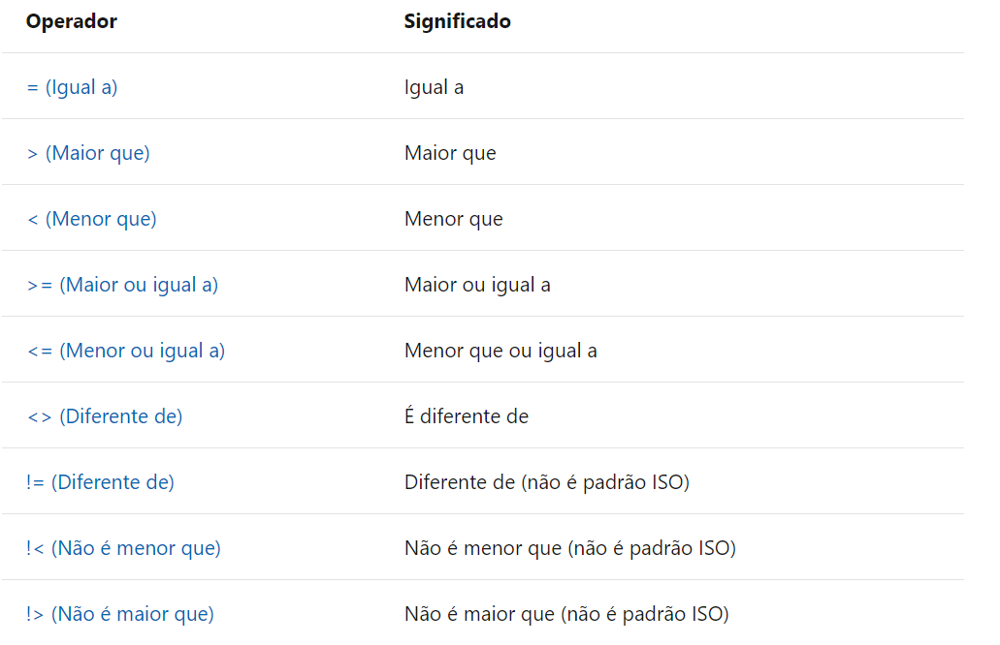 Operador Significado
= (Igual a) Igual a
> (Maior que) Maior que
< (Menor que) Menor que
>= (Maior ou igual a) Maior ou igual a
<= (Menor ou igual a) Menor que ou igual a
<> (Diferente de) É diferente de
!= (Diferente de) Diferente de (não é padrão ISO)
!< (Não é menor que) Não é menor que (não é padrão ISO)
!> (Não é maior que) Não é maior que (não é padrão ISO)